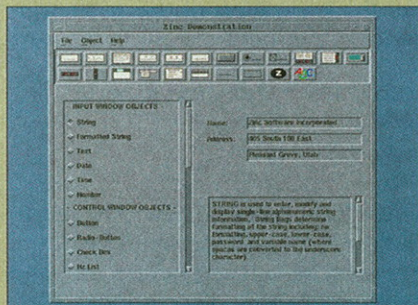 Zinc Demonstration
File Object Help
INPUT WINDOW OBJECTS -
String
Formatted String
Text
Date
Time
Number
- CONTROL WINDOW OBJECTS -
Button
Radio-Button
Check Box
Name: Zinc Software Incorporated
Address: 405 South 100 East
Pleasant Grove, Utah
STRING is used to enter, modify and
display single-line alphanumeric string
information. String flags determine
formatting of the string including: no
formatting, upper-case, lower-case,
password and variable name (where
spaces are converted to the underscore
character).